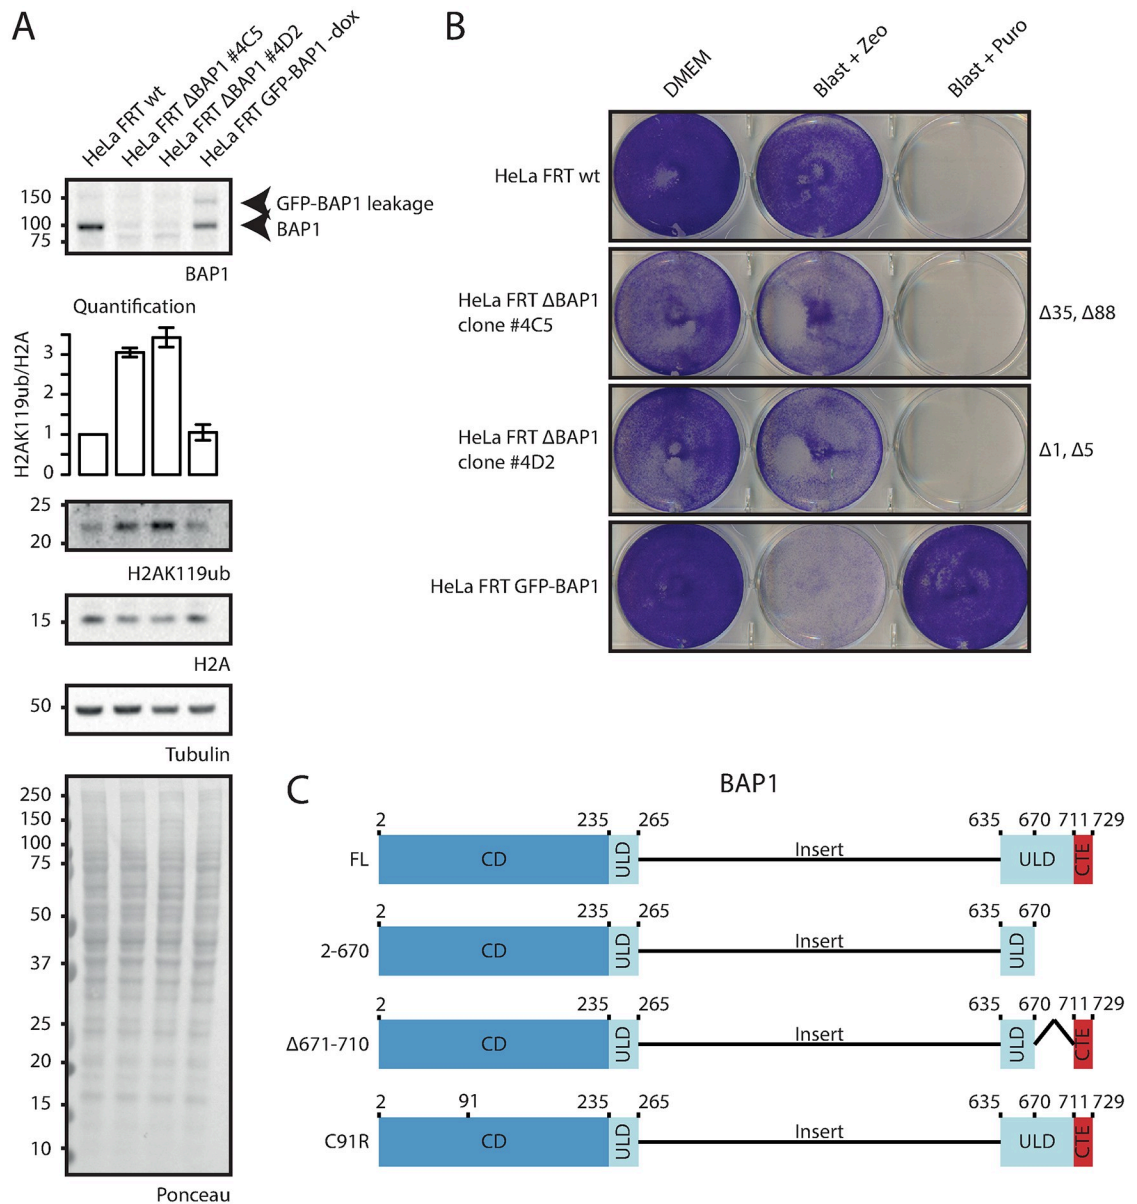 A
HeLa FRT wt
HeLa FRT ΔBAP1 #4C5
HeLa FRT ΔBAP1 #4D2
HeLa FRT GFP-BAP1 -dox
150
100
75
GFP-BAP1 leakage
BAP1
BAP1
Quantification
H2AK119ub/H2A
3
2
1
0
25
20
H2AK119ub
15
H2A
50
Tubulin
250
150
100
75
50
37
25
20
15
10
Ponceau
B
DMEM
Blast + Zeo
Blast + Puro
HeLa FRT wt
HeLa FRT ΔBAP1
clone #4C5
Δ35, Δ88
HeLa FRT ΔBAP1
clone #4D2
Δ1, Δ5
HeLa FRT GFP-BAP1
C
BAP1
2 235 265 635 670 711 729
FL CD ULD Insert ULD CTE
2 235 265 635 670
2-670 CD ULD Insert ULD
2 235 265 635 670 711 729
Δ671-710 CD ULD Insert ULD CTE
2 91 235 265 635 670 711 729
C91R CD ULD Insert ULD CTE